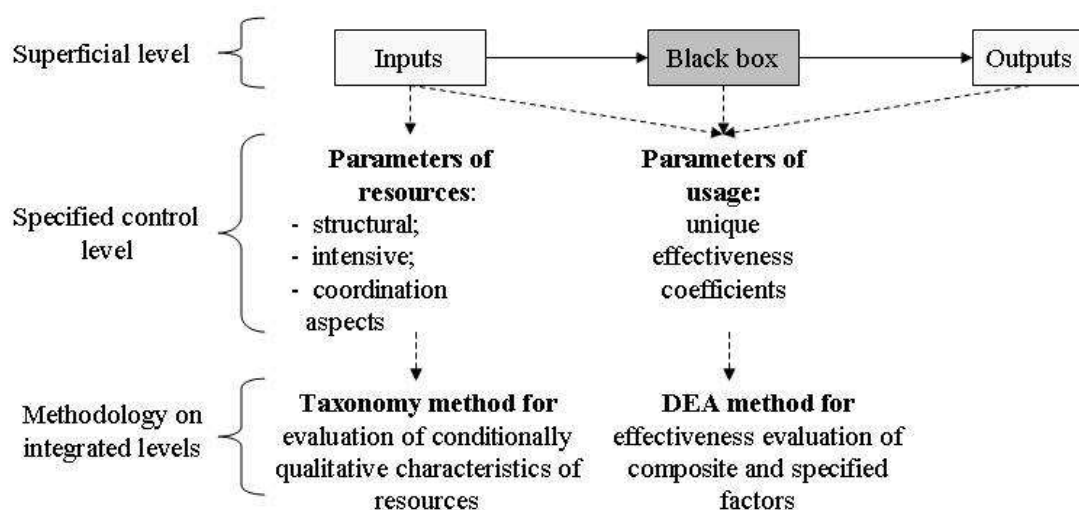 Superficial level
Inputs
Black box
Outputs
Specified control
level
Parameters of
resources:
- structural;
- intensive;
- coordination
aspects
Parameters of
usage:
unique
effectiveness
coefficients
Methodology on
integrated levels
Taxonomy method for
evaluation of conditionally
qualitative characteristics of
resources
DEA method for
effectiveness evaluation of
composite and specified
factors